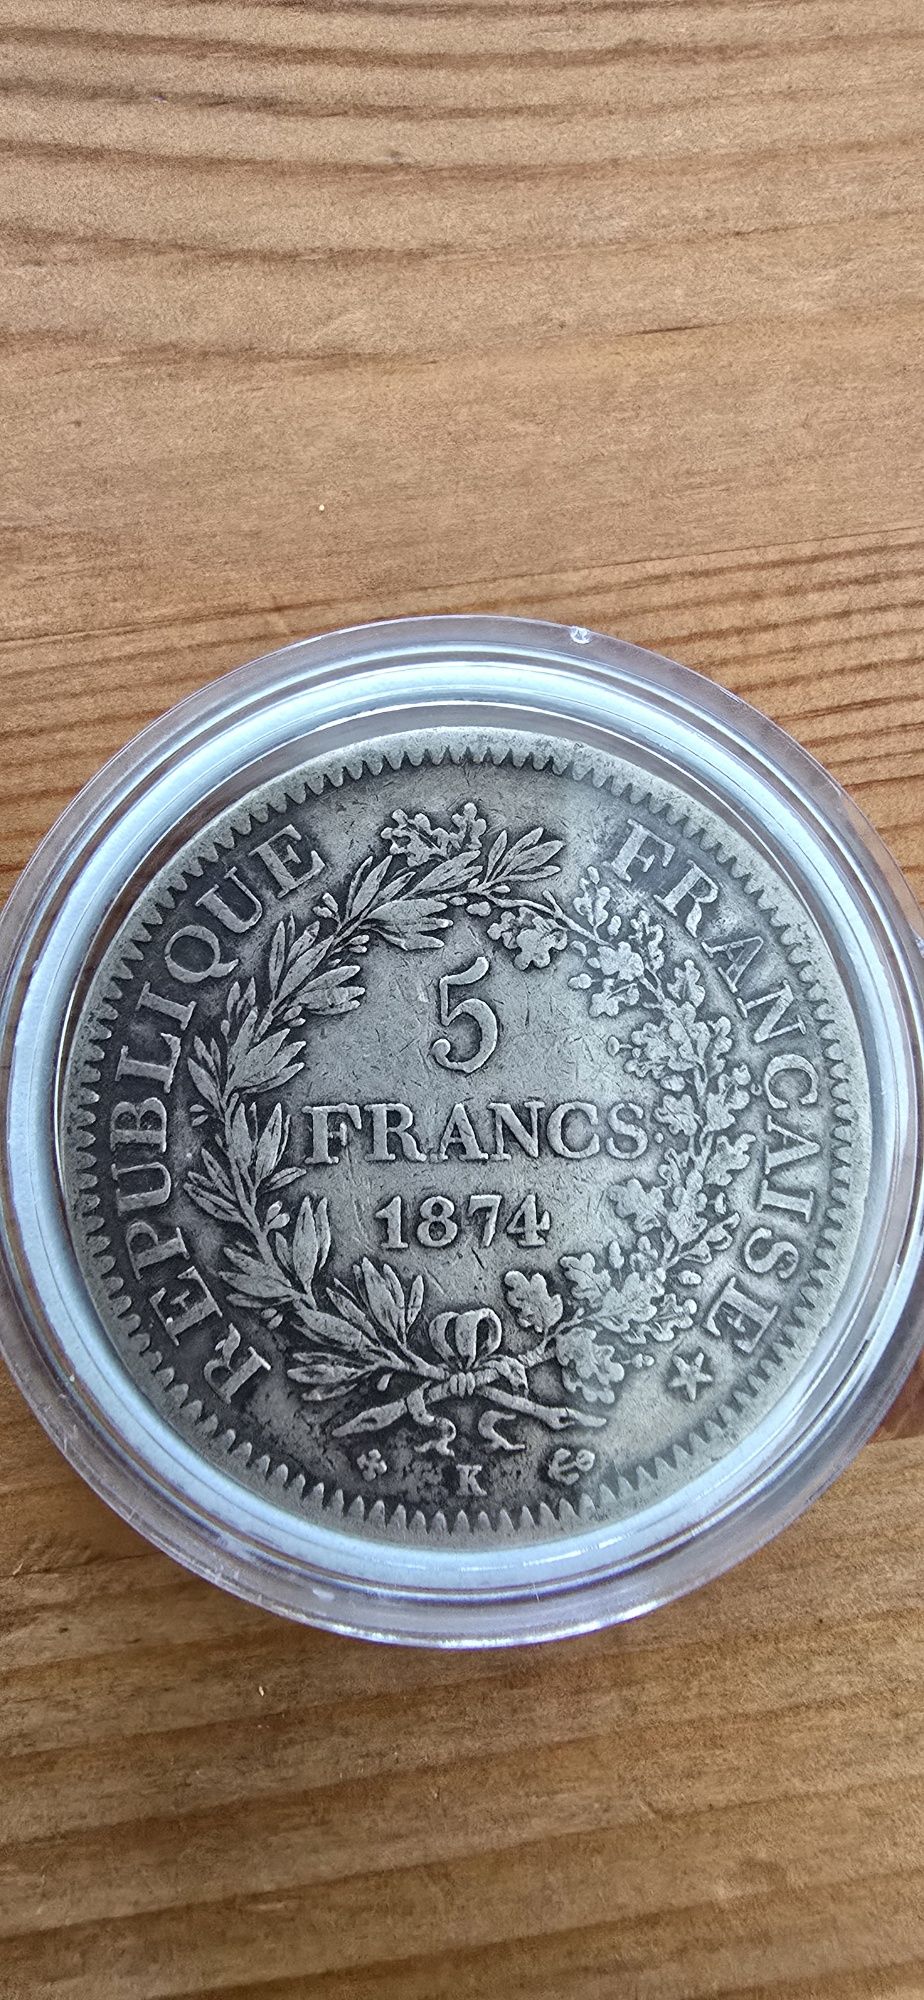 REPUBLIQUE FRANCAISE
5
FRANCS
1874
K